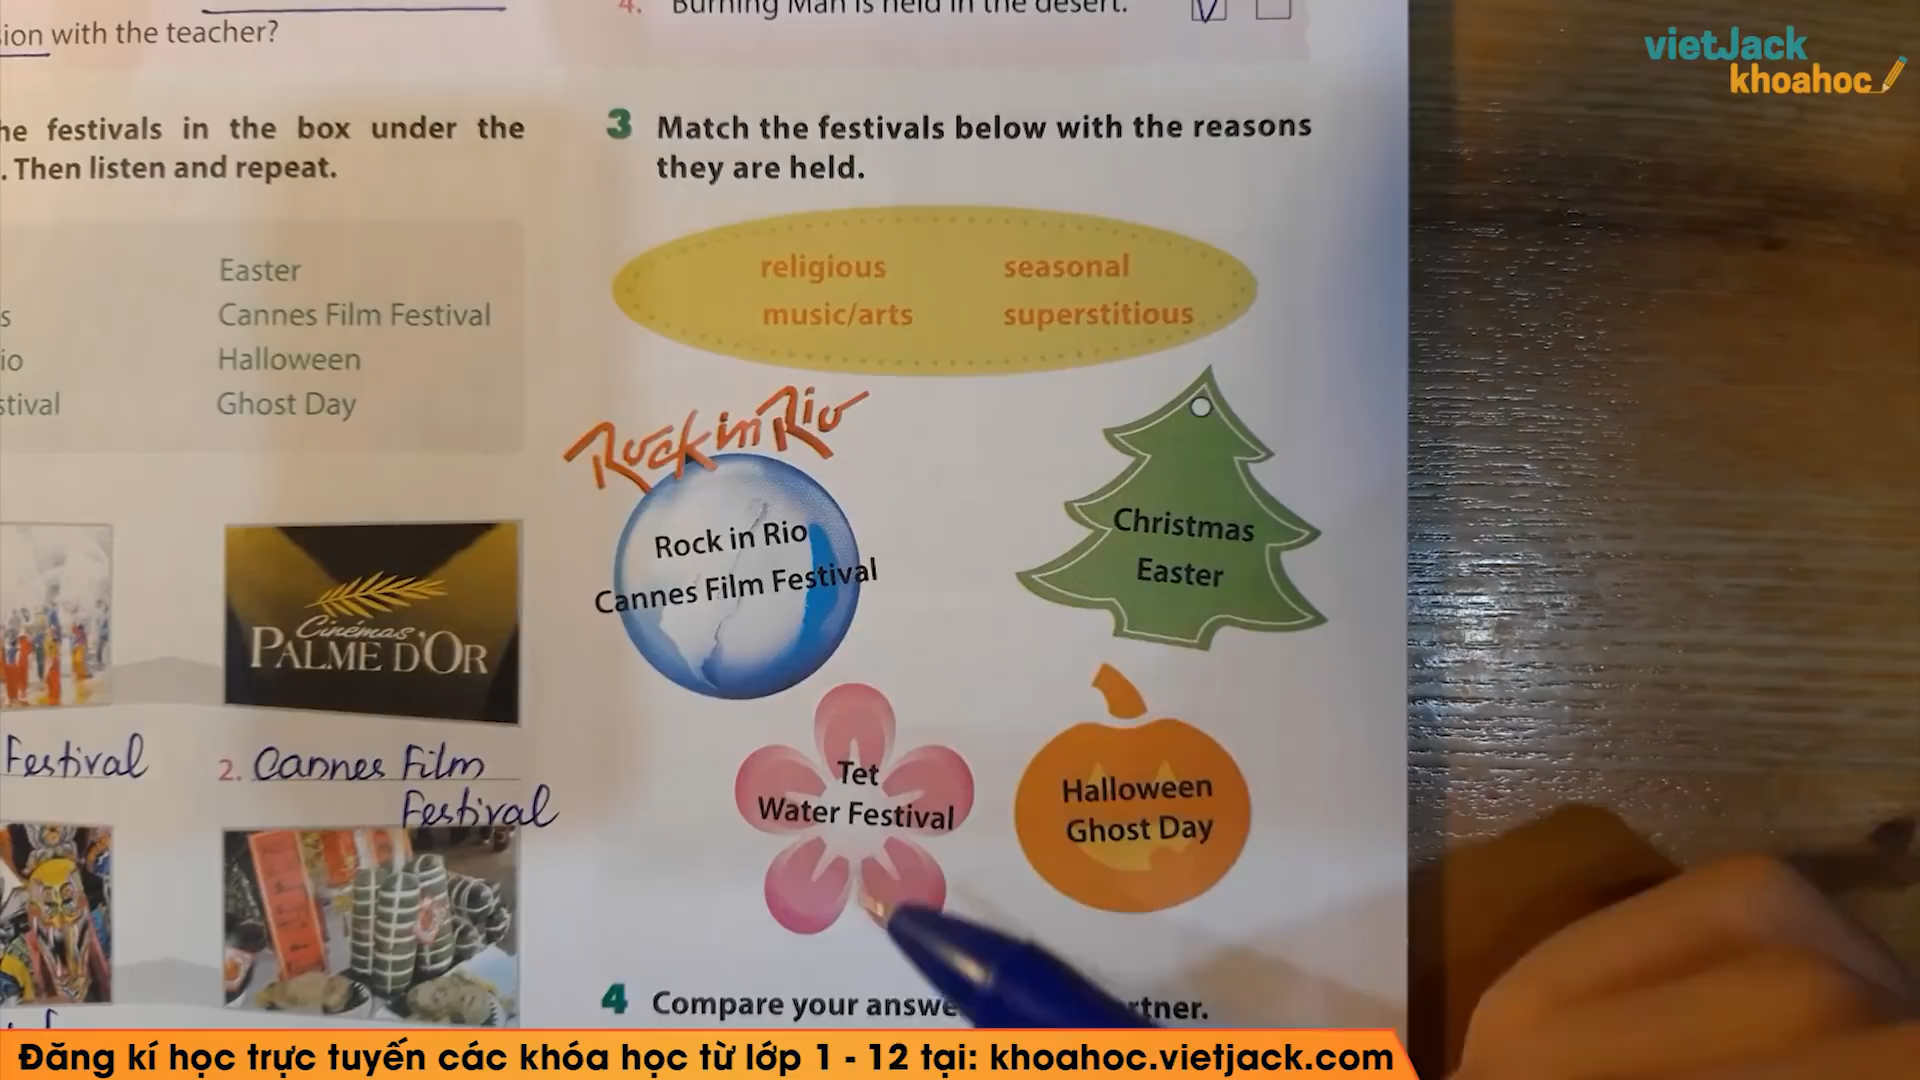 ion with the teacher?
4. Burning Man is held in the desert.
he festivals in the box under the
. Then listen and repeat.
Easter
s Cannes Film Festival
io Halloween
stival Ghost Day
Cinémas
PALME D'OR
Festival
2. Cannes Film
Festival
3 Match the festivals below with the reasons
they are held.
religious seasonal
music/arts superstitious
Rock in Rio
Rock in Rio
Cannes Film Festival
Christmas
Easter
Tet
Water Festival
Halloween
Ghost Day
4 Compare your answe rtner.
vietJack
khoahoc
Đăng kí học trực tuyến các khóa học từ lớp 1 - 12 tại: khoahoc.vietjack.com